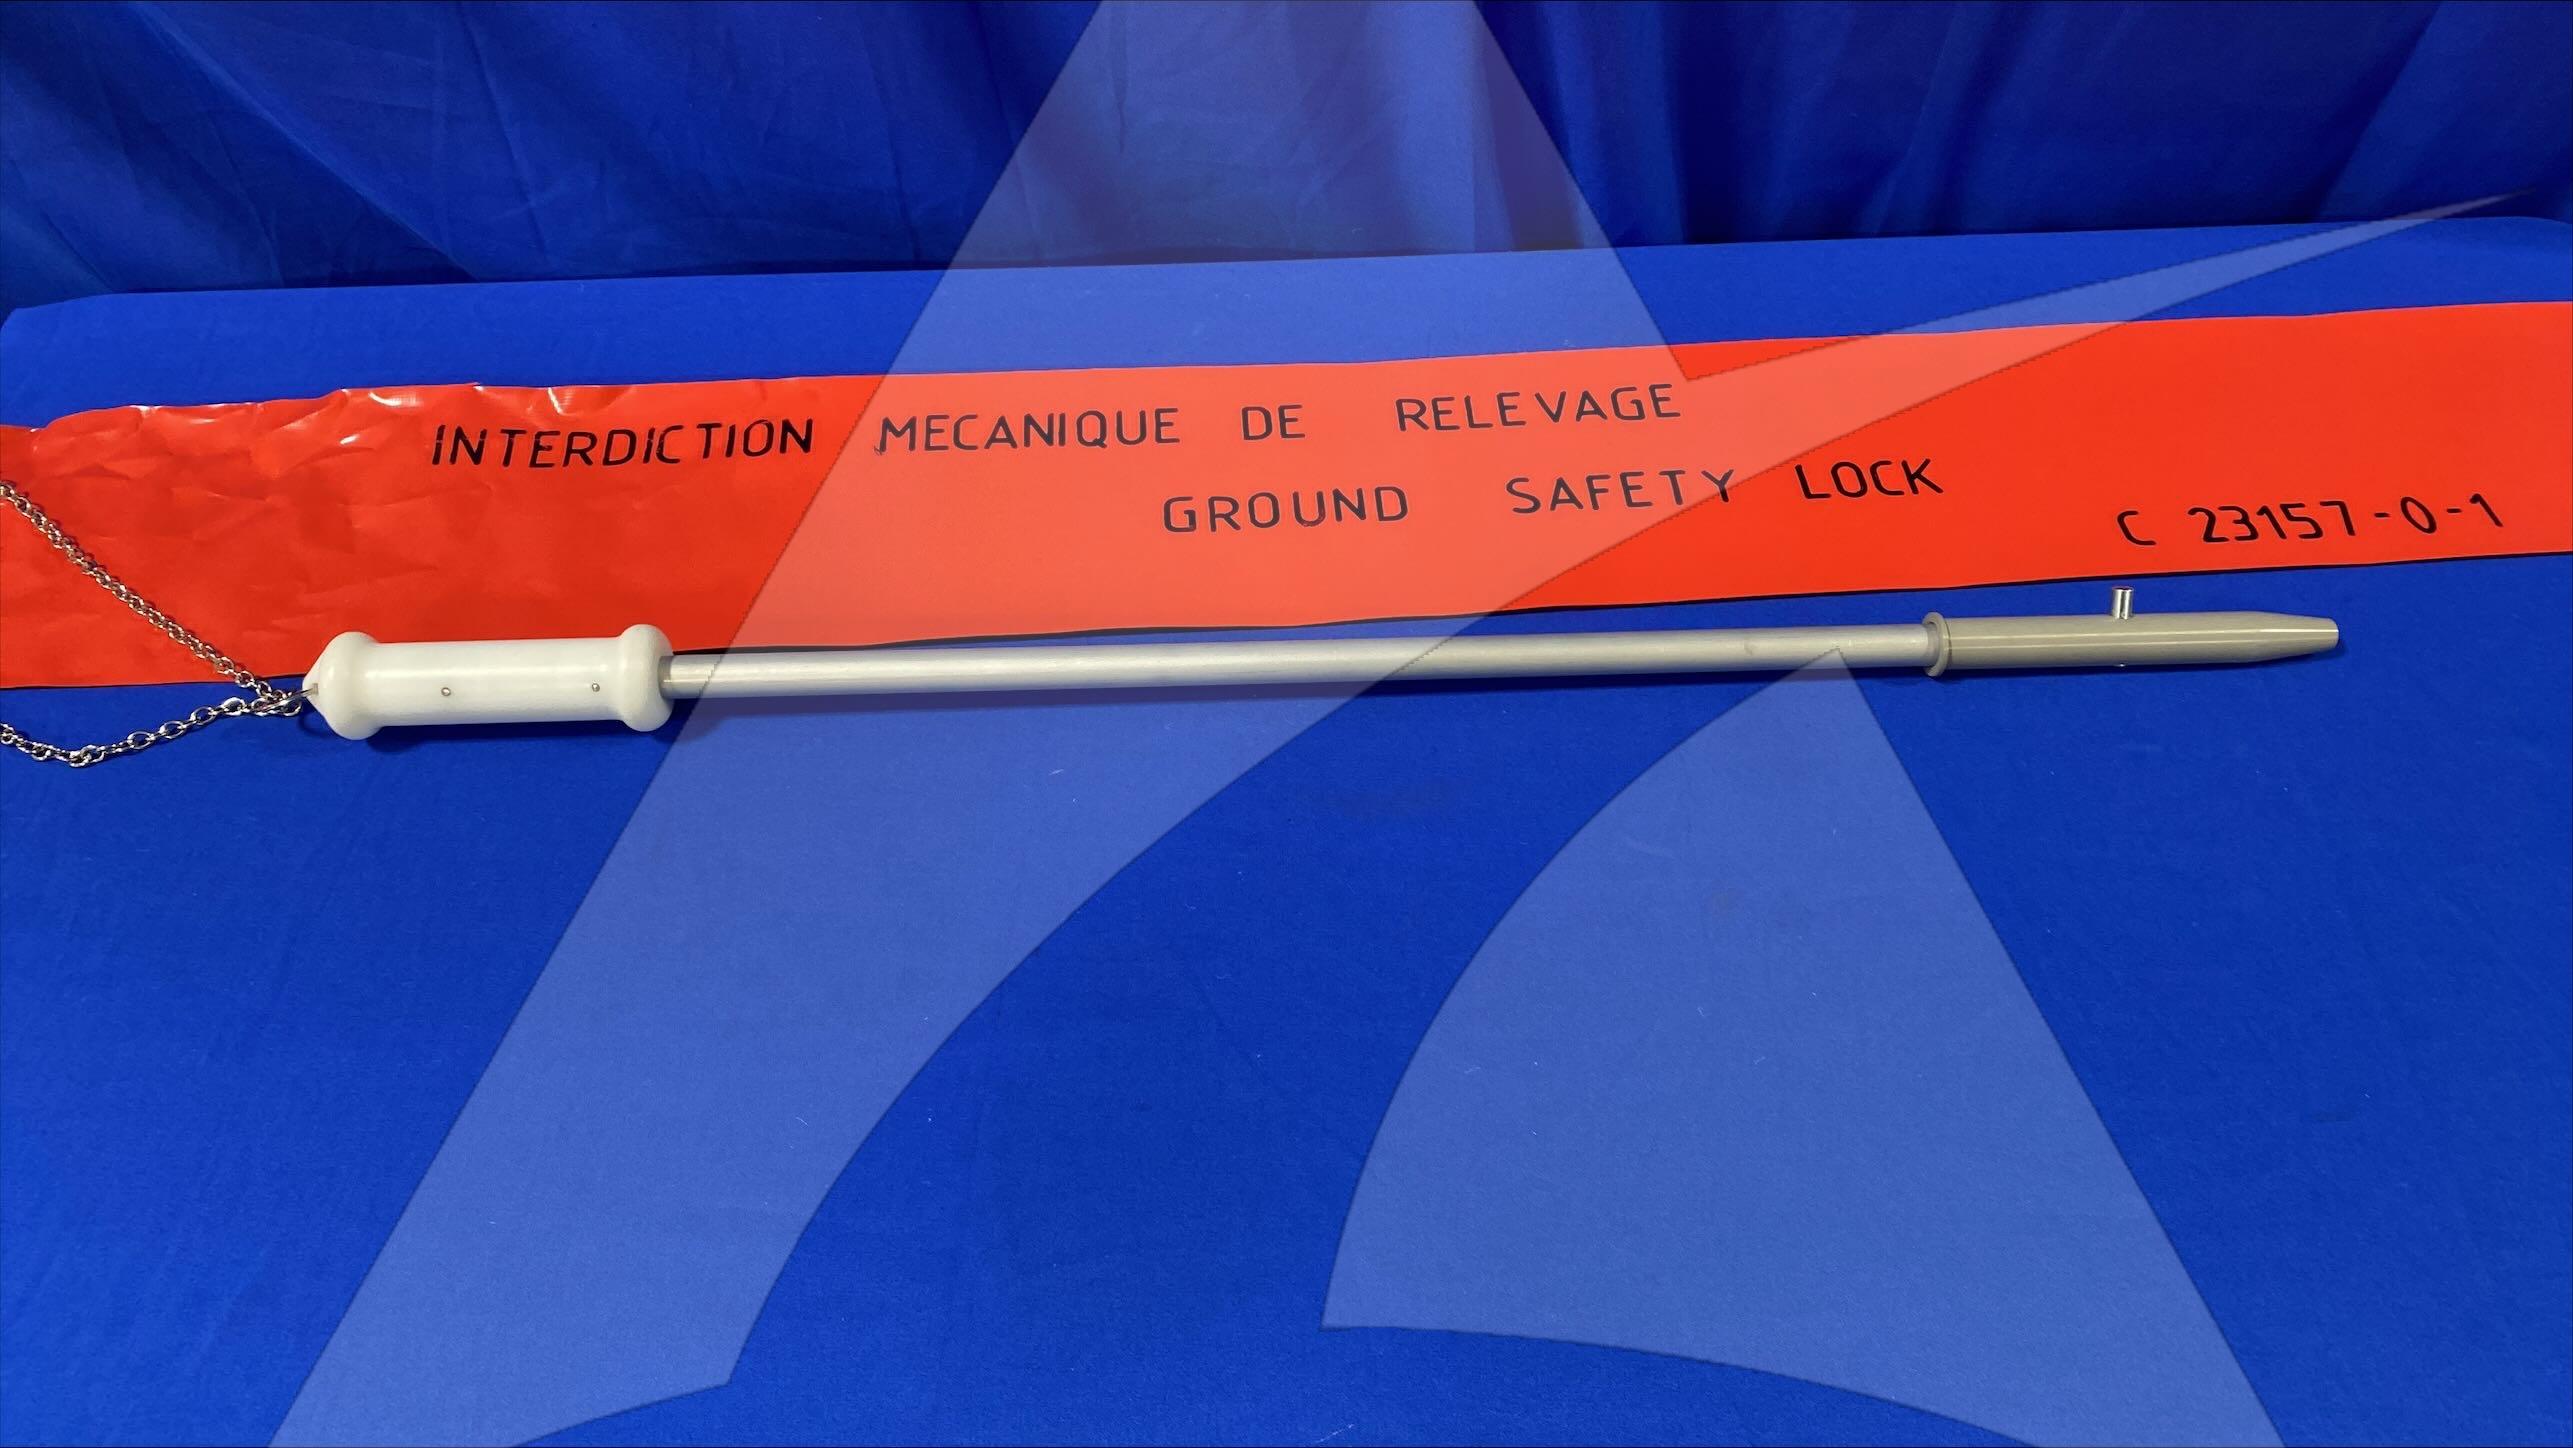 INTERDICTION MECANIQUE DE RELEVAGE
GROUND SAFETY LOCK
C 23157-0-1